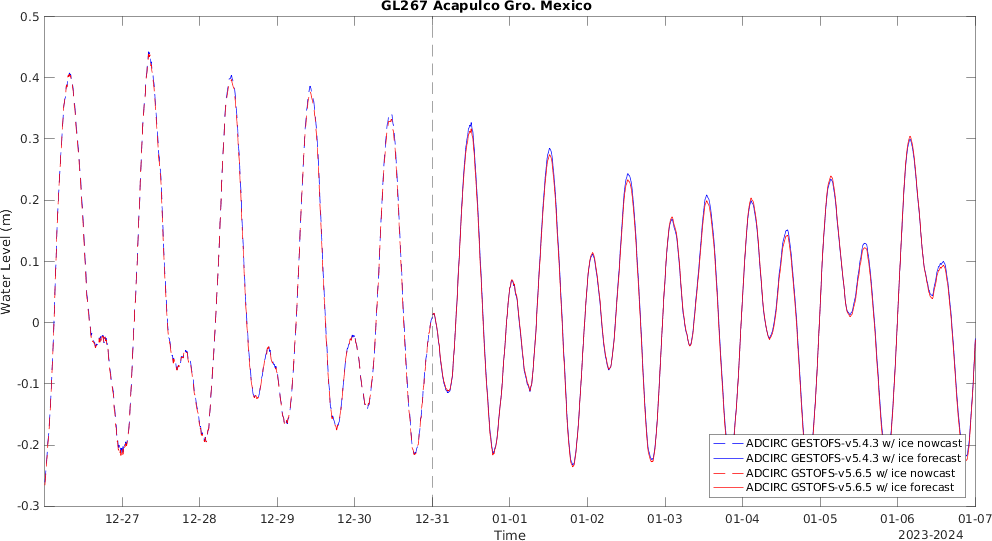 GL267 Acapulco Gro. Mexico
0.5
0.4
0.3
0.2
0.1
0
-0.1
-0.2
-0.3
Water Level (m)
ADCIRC GESTOFS-v5.4.3 w/ ice nowcast
ADCIRC GESTOFS-v5.4.3 w/ ice forecast
ADCIRC GSTOFS-v5.6.5 w/ ice nowcast
ADCIRC GSTOFS-v5.6.5 w/ ice forecast
12-27 12-28 12-29 12-30 12-31 01-01 01-02 01-03 01-04 01-05 01-06 01-07
Time
2023-2024